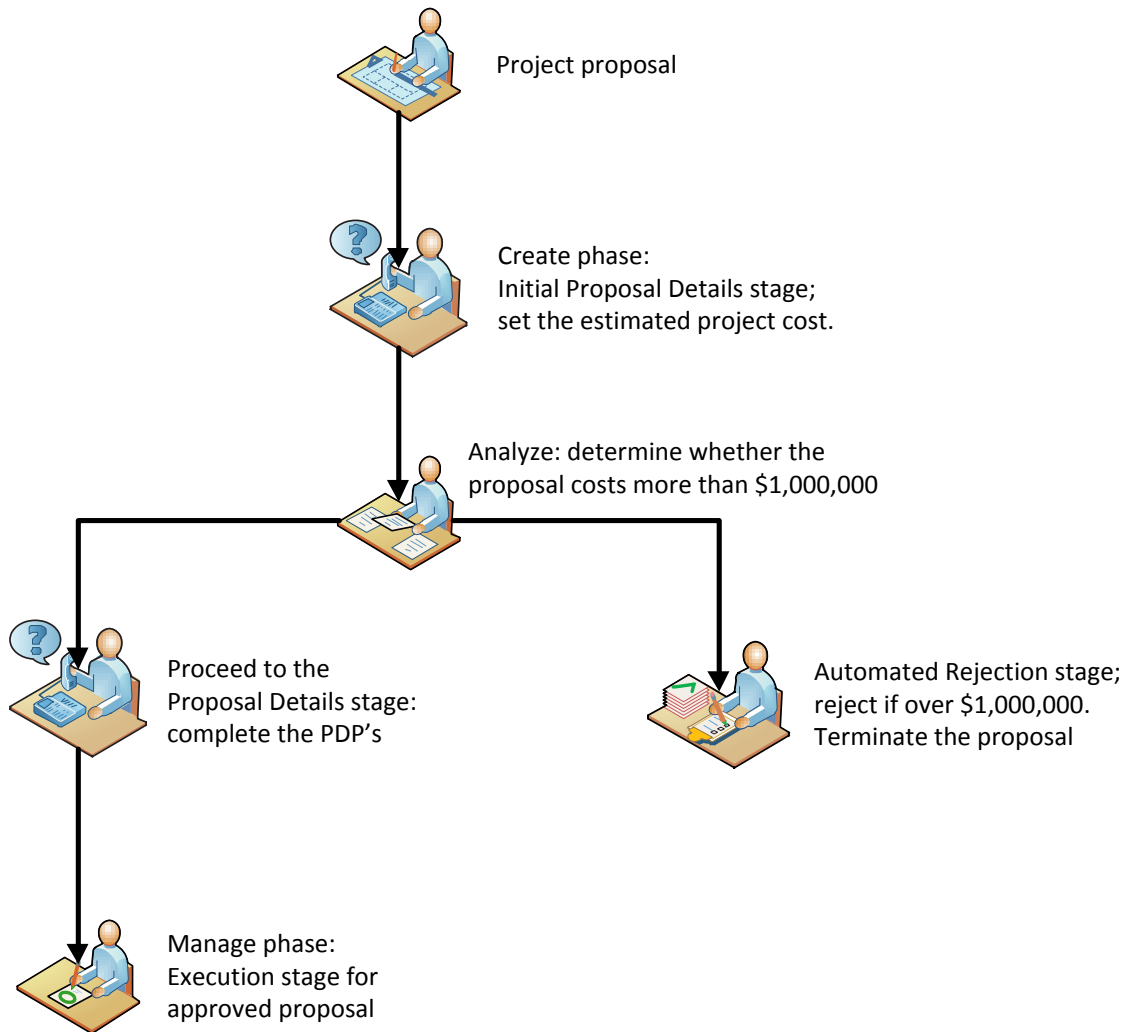 Project proposal
Create phase:
Initial Proposal Details stage;
set the estimated project cost.
Analyze: determine whether the
proposal costs more than $1,000,000
Proceed to the
Proposal Details stage:
complete the PDP's
Automated Rejection stage;
reject if over $1,000,000.
Terminate the proposal
Manage phase:
Execution stage for
approved proposal